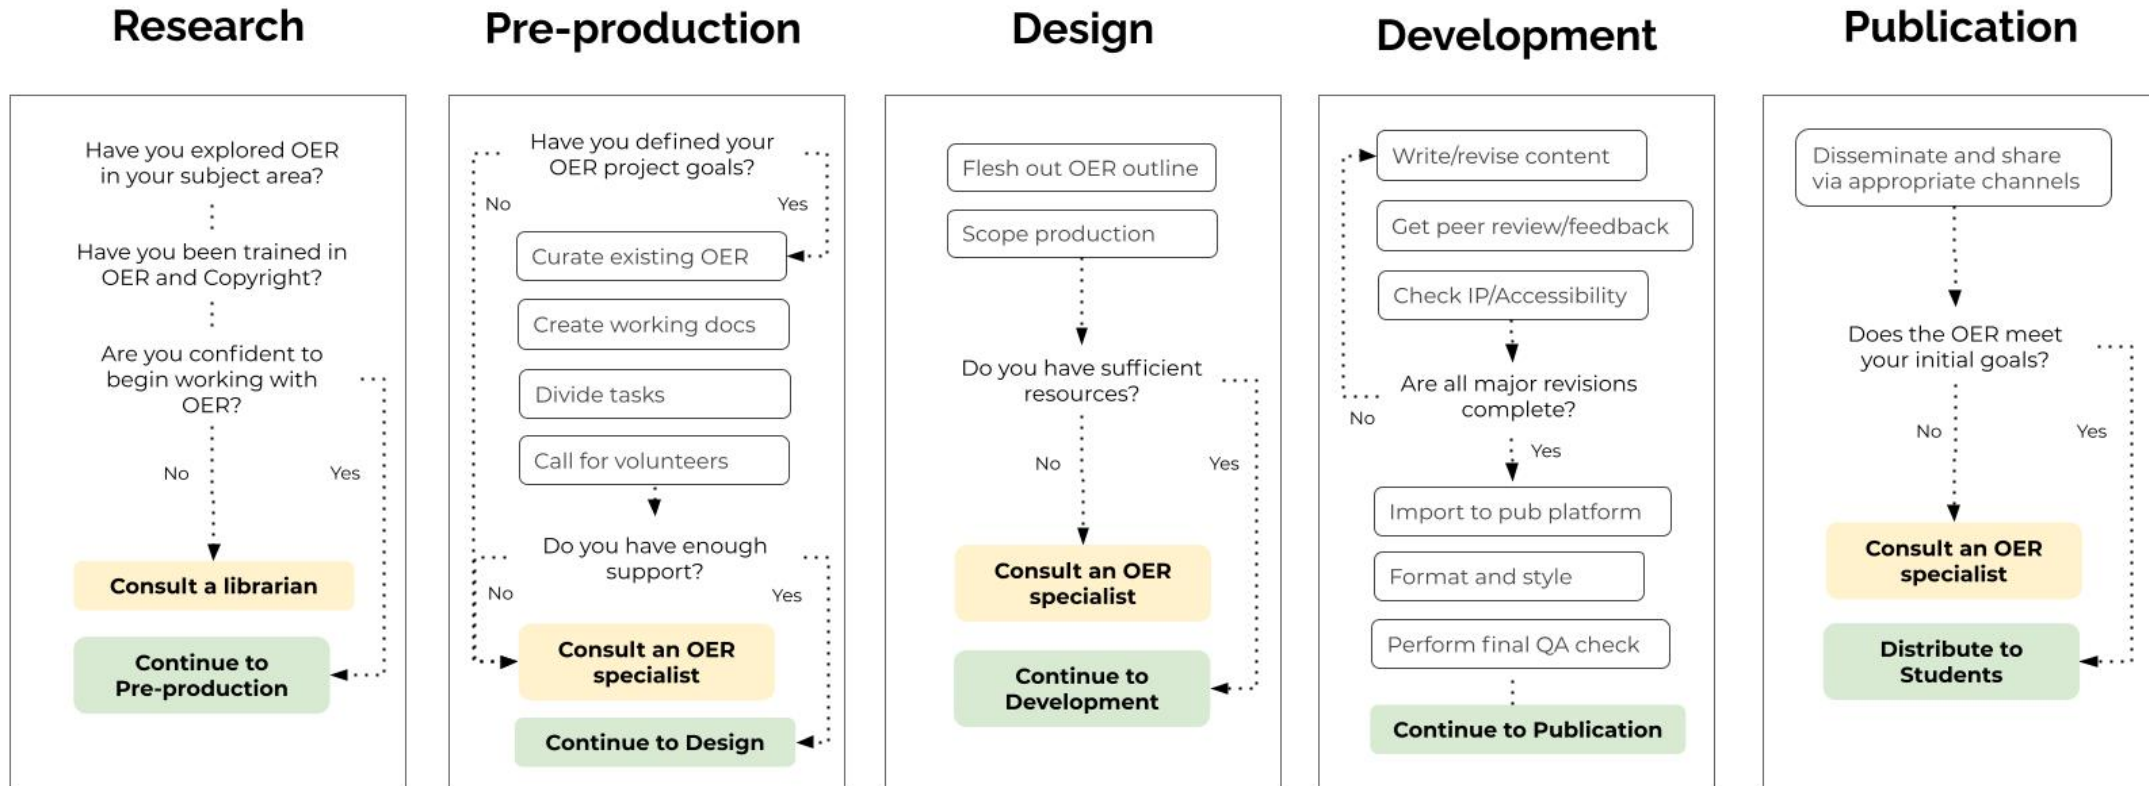 Research
Have you explored OER
in your subject area?
Have you been trained in
OER and Copyright?
Are you confident to
begin working with
OER?
No
Yes
Consult a librarian
Continue to
Pre-production
Pre-production
Have you defined your
OER project goals?
No
Yes
Curate existing OER
Create working docs
Divide tasks
Call for volunteers
Do you have enough
support?
No
Yes
Consult an OER
specialist
Continue to Design
Design
Flesh out OER outline
Scope production
Do you have sufficient
resources?
No
Yes
Consult an OER
specialist
Continue to
Development
Development
Write/revise content
Get peer review/feedback
Check IP/Accessibility
Are all major revisions
complete?
No
Yes
Import to pub platform
Format and style
Perform final QA check
Continue to Publication
Publication
Disseminate and share
via appropriate channels
Does the OER meet
your initial goals?
No
Yes
Consult an OER
specialist
Distribute to
Students